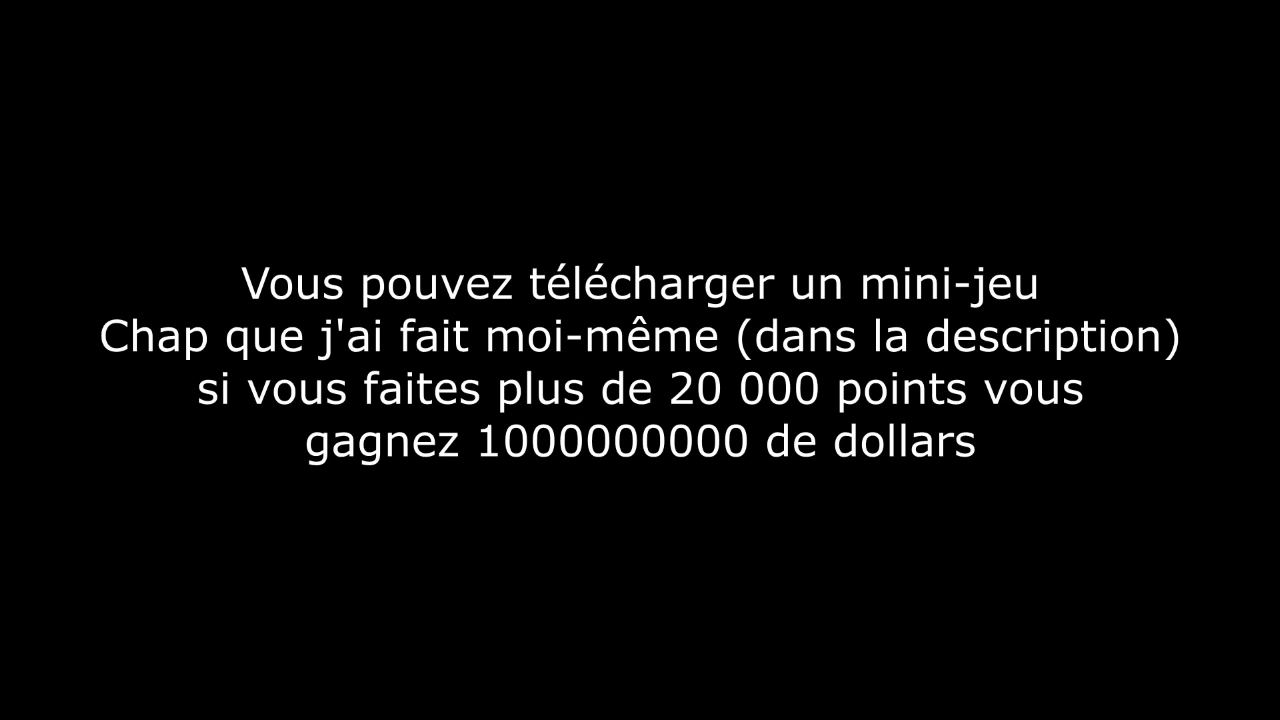 Vous pouvez télécharger un mini-jeu
Chap que j'ai fait moi-même (dans la description)
si vous faites plus de 20 000 points vous
gagnez 1000000000 de dollars